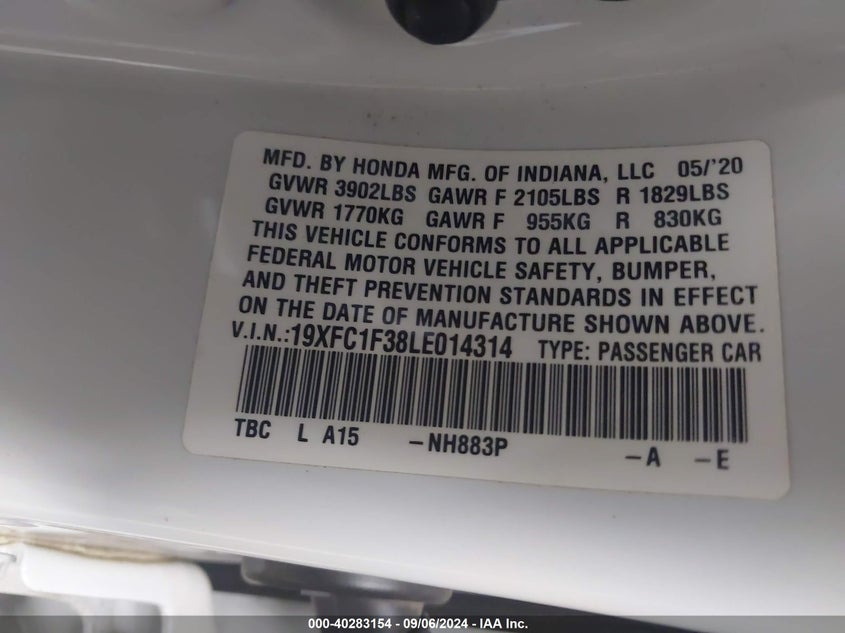 MFD. BY HONDA MFG. OF INDIANA, LLC 05/'20
GVWR 3902LBS GAWR F 2105LBS R 1829LBS
GVWR 1770KG GAWR F 955KG R 830KG
THIS VEHICLE CONFORMS TO ALL APPLICABLE
FEDERAL MOTOR VEHICLE SAFETY, BUMPER,
AND THEFT PREVENTION STANDARDS IN EFFECT
ON THE DATE OF MANUFACTURE SHOWN ABOVE.
V.I.N.:19XFC1F38LE014314 TYPE: PASSENGER CAR
TBC L A15 -NH883P -A -E
000-40283154 - 09/06/2024 - IAA Inc.